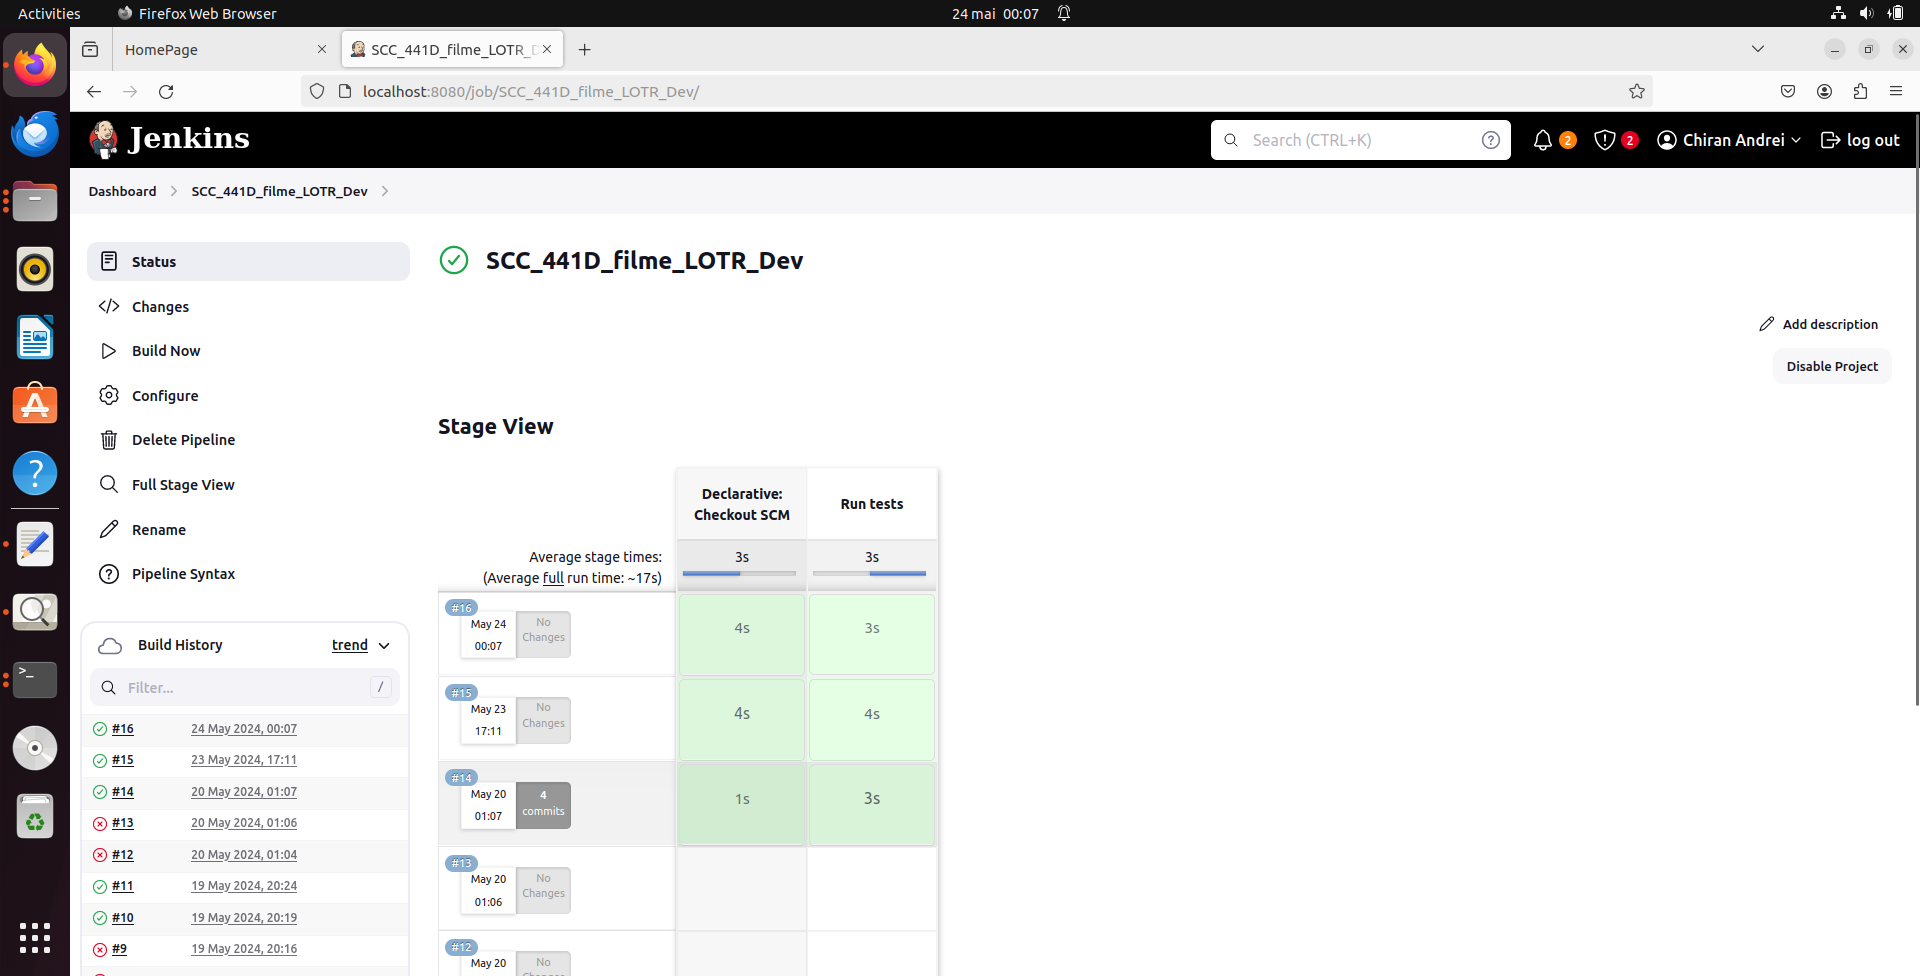 Activities
Firefox Web Browser
24 mai 00:07
HomePage
SCC_441D_filme_LOTR_D
localhost:8080/job/SCC_441D_filme_LOTR_Dev/
Jenkins
Search (CTRL+K)
?
2
2
Chiran Andrei
log out
Dashboard
SCC_441D_filme_LOTR_Dev
Status
Changes
Build Now
Configure
Delete Pipeline
Full Stage View
Rename
Pipeline Syntax
Build History
trend
Filter...
/
#16 24 May 2024, 00:07
#15 23 May 2024, 17:11
#14 20 May 2024, 01:07
#13 20 May 2024, 01:06
#12 20 May 2024, 01:04
#11 19 May 2024, 20:24
#10 19 May 2024, 20:19
#9 19 May 2024, 20:16
SCC_441D_filme_LOTR_Dev
Add description
Disable Project
Stage View
Declarative:
Checkout SCM
Run tests
Average stage times:
(Average full run time: ~17s)
3s
3s
#16
May 24
00:07
No
Changes
4s
3s
#15
May 23
17:11
No
Changes
4s
4s
#14
May 20
01:07
4
commits
1s
3s
#13
May 20
01:06
No
Changes
#12
May 20
No
Changes